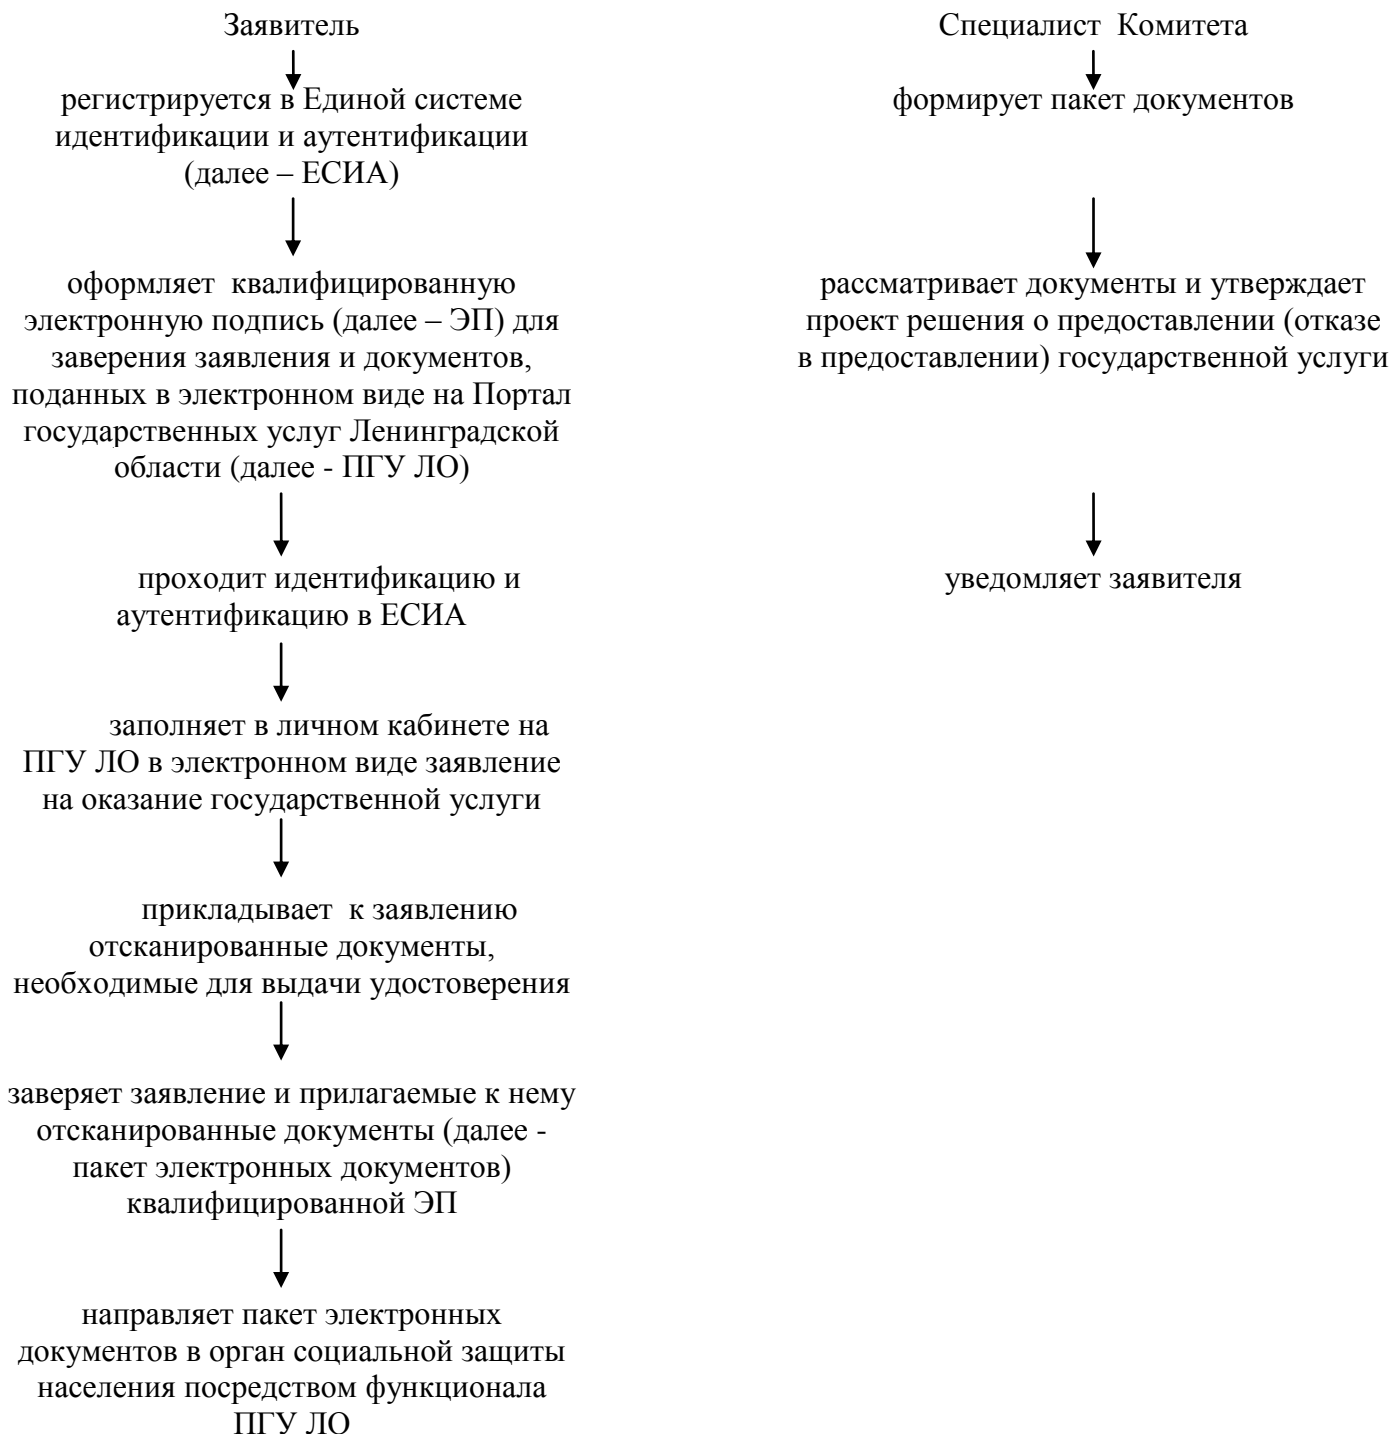 Заявитель
регистрируется в Единой системе
идентификации и аутентификации
(далее – ЕСИА)
оформляет квалифицированную
электронную подпись (далее – ЭП) для
заверения заявления и документов,
поданных в электронном виде на Портал
государственных услуг Ленинградской
области (далее - ПГУ ЛО)
проходит идентификацию и
аутентификацию в ЕСИА
заполняет в личном кабинете на
ПГУ ЛО в электронном виде заявление
на оказание государственной услуги
прикладывает к заявлению
отсканированные документы,
необходимые для выдачи удостоверения
заверяет заявление и прилагаемые к нему
отсканированные документы (далее -
пакет электронных документов)
квалифицированной ЭП
направляет пакет электронных
документов в орган социальной защиты
населения посредством функционала
ПГУ ЛО
Специалист Комитета
формирует пакет документов
рассматривает документы и утверждает
проект решения о предоставлении (отказе
в предоставлении) государственной услуги
уведомляет заявителя